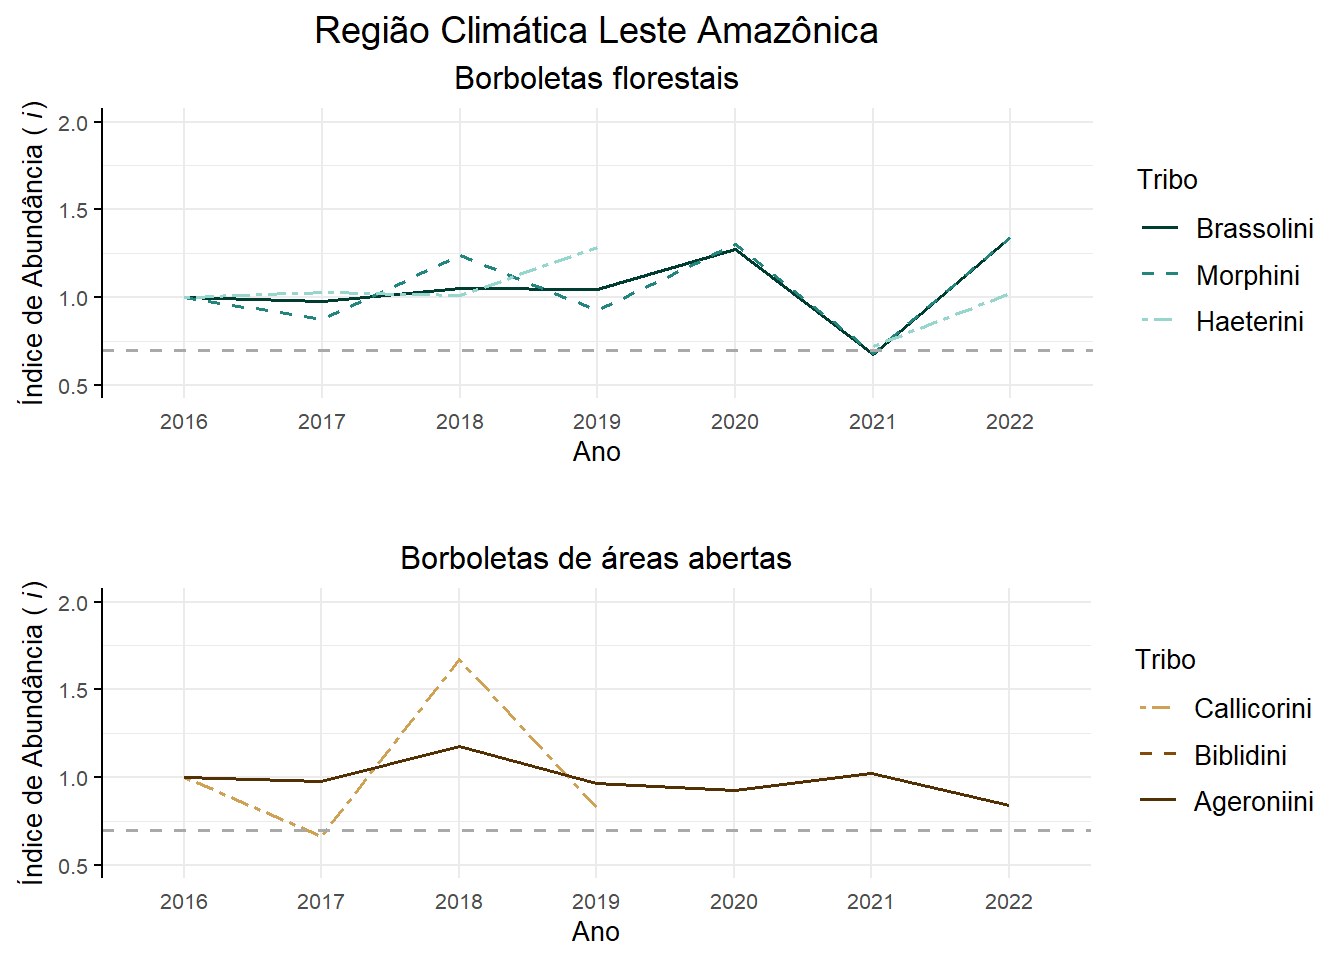 Região Climática Leste Amazônica
Borboletas florestais
Índice de Abundância ( i)
2.0
1.5
1.0
0.5
2016 2017 2018 2019 2020 2021 2022
Ano
Tribo
Brassolini
Morphini
Haeterini
Borboletas de áreas abertas
Índice de Abundância ( i)
2.0
1.5
1.0
0.5
2016 2017 2018 2019 2020 2021 2022
Ano
Tribo
Callicorini
Biblidini
Ageroniini